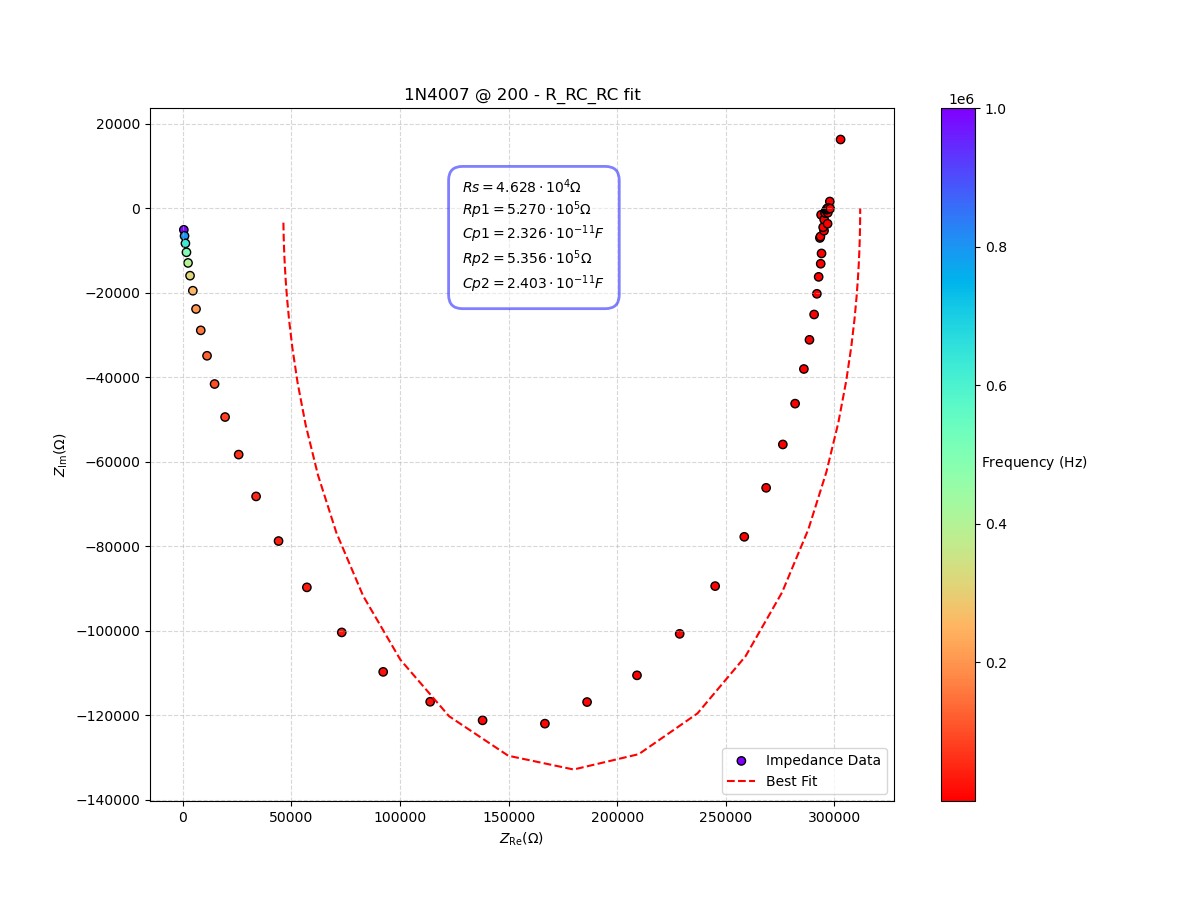 1N4007 @ 200 - R_RC_RC fit
1e6
20000
0
−20000
−40000
−60000
−80000
−100000
−120000
−140000
Z_Im(Ω)
Rs = 4.628 · 10^4Ω
Rp1 = 5.270 · 10^5Ω
Cp1 = 2.326 · 10^−11F
Rp2 = 5.356 · 10^5Ω
Cp2 = 2.403 · 10^−11F
Impedance Data
Best Fit
0
50000
100000
150000
200000
250000
300000
Z_Re(Ω)
1.0
0.8
0.6
0.4
0.2
Frequency (Hz)